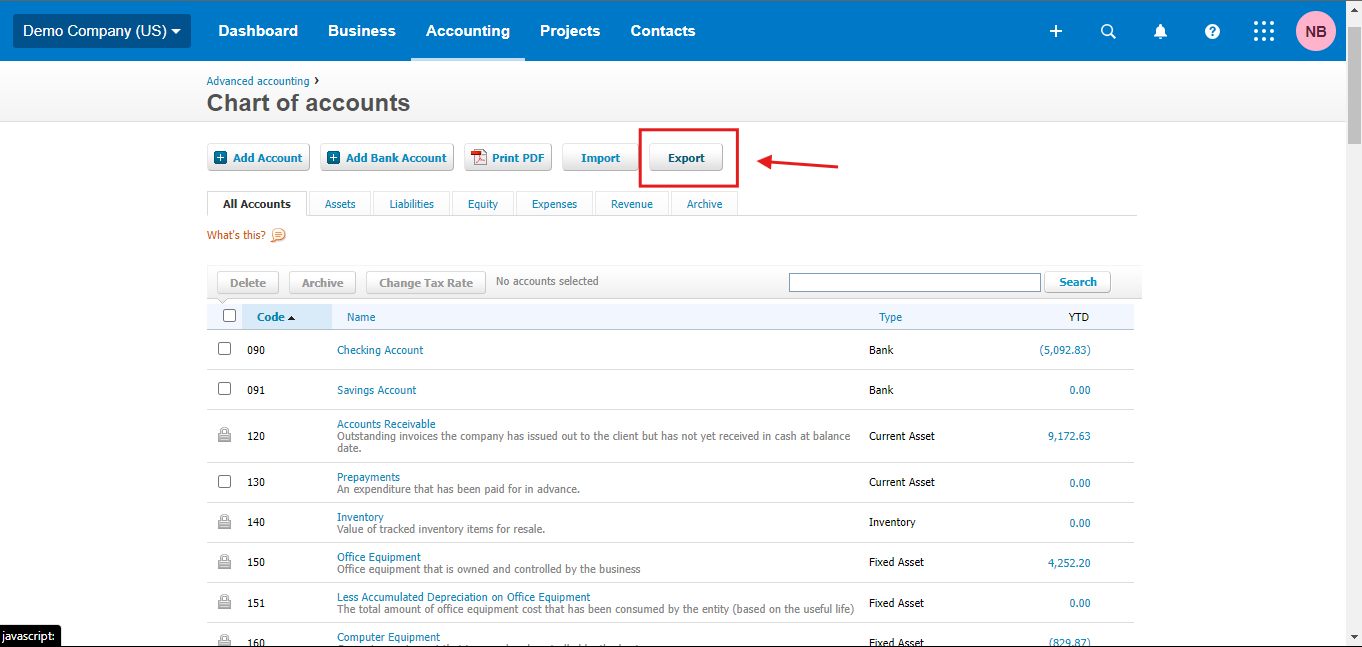 Demo Company (US) Dashboard Business Accounting Projects Contacts NB
Advanced accounting
Chart of accounts
Add Account Add Bank Account Print PDF Import Export
All Accounts Assets Liabilities Equity Expenses Revenue Archive
What's this?
Delete Archive Change Tax Rate No accounts selected Search
Code Name Type YTD
090 Checking Account Bank (5,092.83)
091 Savings Account Bank 0.00
Accounts Receivable
120 Outstanding invoices the company has issued out to the client but has not yet received in cash at balance Current Asset 9,172.63
date.
Prepayments
130 An expenditure that has been paid for in advance. Current Asset 0.00
Inventory
140 Value of tracked inventory items for resale. Inventory 0.00
Office Equipment
150 Office equipment that is owned and controlled by the business Fixed Asset 4,252.20
Less Accumulated Depreciation on Office Equipment
151 The total amount of office equipment cost that has been consumed by the entity (based on the useful life) Fixed Asset 0.00
Computer Equipment
160 Fixed Asset (829.87)
javascript: